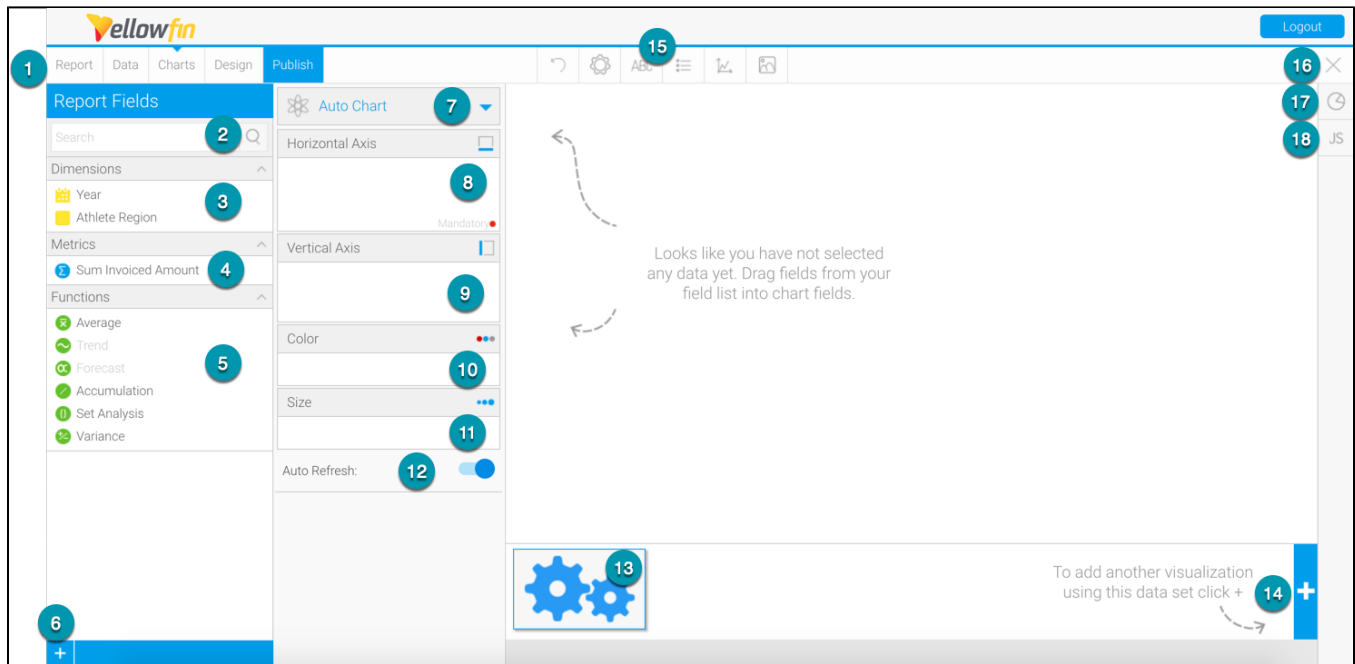 Yellowfin
Logout
1
Report Data Charts Design Publish
ABC
15
16
Report Fields
Search
2
Dimensions
Year
Athlete Region
3
Metrics
Sum Invoiced Amount
4
Functions
Average
Trend
Forecast
Accumulation
Set Analysis
Variance
5
6
+
Auto Chart
7
Horizontal Axis
8
Mandatory
Vertical Axis
9
Color
10
Size
11
Auto Refresh:
12
Looks like you have not selected
any data yet. Drag fields from your
field list into chart fields.
17
18
JS
13
To add another visualization
using this data set click +
14
+